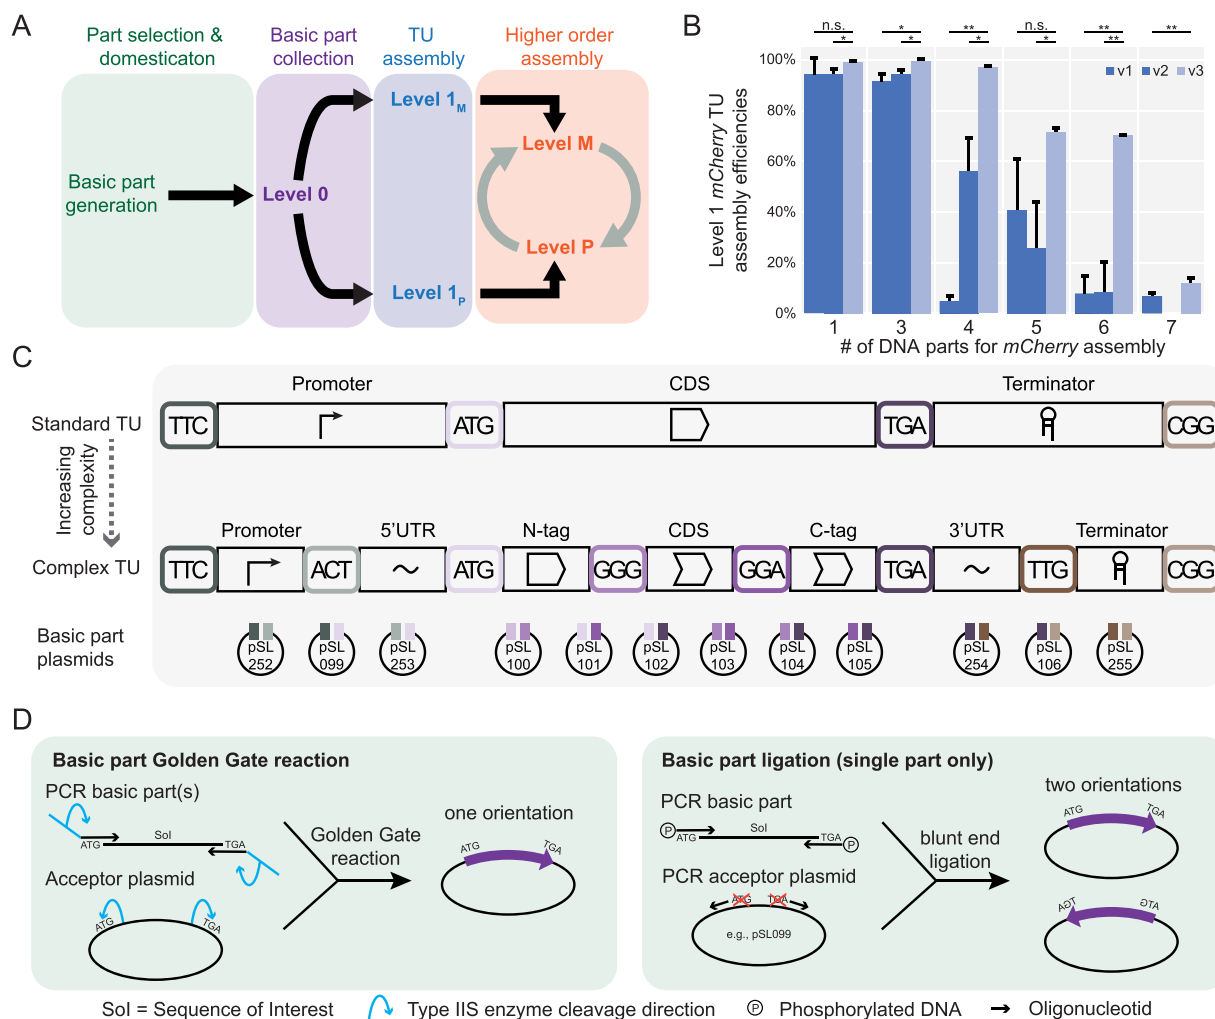 A
Part selection &
domesticaton
Basic part
collection
TU
assembly
Higher order
assembly
Basic part
generation
Level 0
Level 1M
Level 1P
Level M
Level P
B
n.s.
*
*
*
**
*
n.s.
*
**
**
**
100%
80%
60%
40%
20%
0%
Level 1 mCherry TU
assembly efficiencies
v1 v2 v3
1 3 4 5 6 7
# of DNA parts for mCherry assembly
C
Promoter CDS Terminator
Standard TU TTC ATG TGA CGG
Increasing
complexity
Promoter 5'UTR N-tag CDS C-tag 3'UTR Terminator
Complex TU TTC ACT ATG GGG GGA TGA TTG CGG
Basic part
plasmids
pSL
252
pSL
099
pSL
253
pSL
100
pSL
101
pSL
102
pSL
103
pSL
104
pSL
105
pSL
254
pSL
106
pSL
255
D
Basic part Golden Gate reaction
PCR basic part(s)
SoI
ATG TGA
Acceptor plasmid
ATG TGA
Golden Gate
reaction
one orientation
ATG TGA
Basic part ligation (single part only)
PCR basic part
P SoI
ATG TGA P
PCR acceptor plasmid
ATG TGA
e.g., pSL099
blunt end
ligation
two orientations
ATG TGA
TGA ATG
SoI = Sequence of Interest Type IIS enzyme cleavage direction P Phosphorylated DNA Oligonucleotid